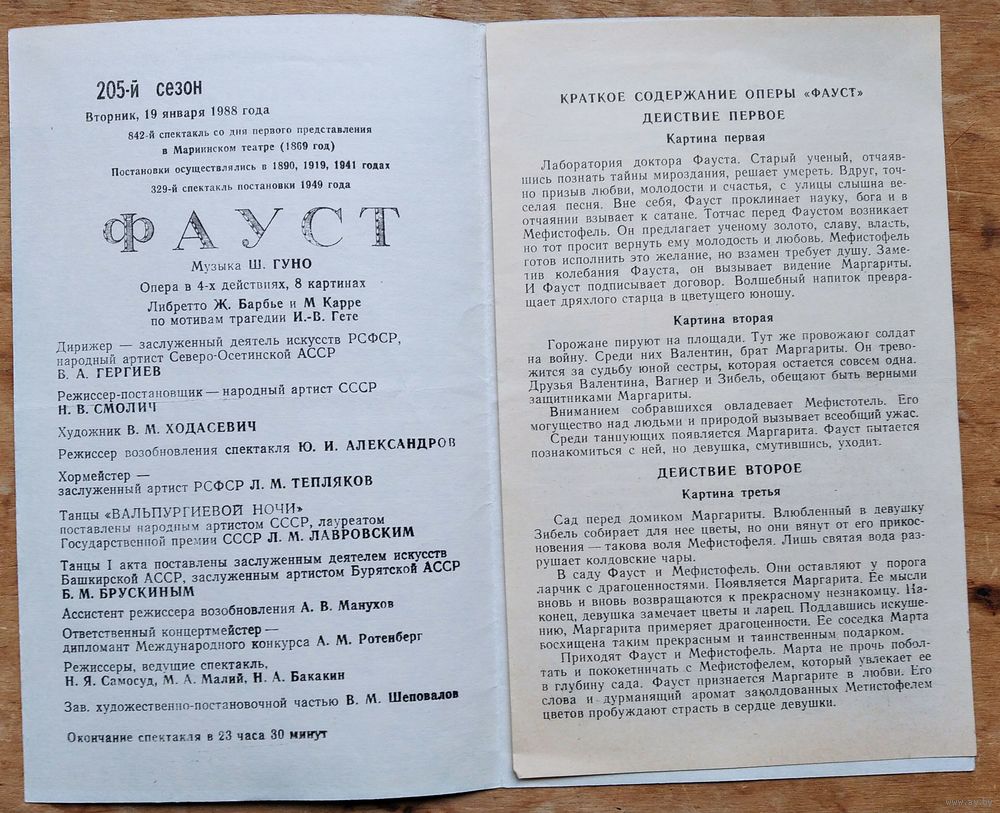 205-й сезон
Вторник, 19 января 1988 года
842-й спектакль со дня первого представления
в Мариинском театре (1869 год)
Постановки осуществлялись в 1890, 1919, 1941 годах
329-й спектакль постановки 1949 года
ФАУСТ
Музыка Ш. ГУНО
Опера в 4-х действиях, 8 картинах
Либретто Ж. Барбье и М Карре
по мотивам трагедии И.-В. Гете
Дирижер — заслуженный деятель искусств РСФСР,
народный артист Северо-Осетинской АССР
В. А. ГЕРГИЕВ
Режиссер-постановщик — народный артист СССР
Н. В. СМОЛИЧ
Художник В. М. ХОДАСЕВИЧ
Режиссер возобновления спектакля Ю. И. АЛЕКСАНДРОВ
Хормейстер —
заслуженный артист РСФСР Л. М. ТЕПЛЯКОВ
Танцы «ВАЛЬПУРГИЕВОЙ НОЧИ»
поставлены народным артистом СССР, лауреатом
Государственной премии СССР Л. М. ЛАВРОВСКИМ
Танцы I акта поставлены заслуженным деятелем искусств
Башкирской АССР, заслуженным артистом Бурятской АССР
Б. М. БРУСКИНЫМ
Ассистент режиссера возобновления А. В. Манухов
Ответственный концертмейстер —
дипломант Международного конкурса А. М. Ротенберг
Режиссеры, ведущие спектакль,
Н. Я. Самосуд, М. А. Малий, Н. А. Бакакин
Зав. художественно-постановочной частью В. М. Шеповалов
Окончание спектакля в 23 часа 30 минут
КРАТКОЕ СОДЕРЖАНИЕ ОПЕРЫ «ФАУСТ»
ДЕЙСТВИЕ ПЕРВОЕ
Картина первая
Лаборатория доктора Фауста. Старый ученый, отчаяв-
шись познать тайны мироздания, решает умереть. Вдруг, точ-
но призыв любви, молодости и счастья, с улицы слышна ве-
селая песня. Вне себя, Фауст проклинает науку, бога и в
отчаянии взывает к сатане. Тотчас перед Фаустом возникает
Мефистофель. Он предлагает ученому золото, славу, власть,
но тот просит вернуть ему молодость и любовь. Мефистофель
готов исполнить это желание, но взамен требует душу. Заме-
тив колебания Фауста, он вызывает видение Маргариты.
И Фауст подписывает договор. Волшебный напиток превра-
щает дряхлого старца в цветущего юношу.
Картина вторая
Горожане пируют на площади. Тут же провожают солдат
на войну. Среди них Валентин, брат Маргариты. Он трево-
жится за судьбу юной сестры, которая остается совсем одна.
Друзья Валентина, Вагнер и Зибель, обещают быть верными
защитниками Маргариты.
Вниманием собравшихся овладевает Мефистотель. Его
могущество над людьми и природой вызывает всеобщий ужас.
Среди танцующих появляется Маргарита. Фауст пытается
познакомиться с ней, но девушка, смутившись, уходит.
ДЕЙСТВИЕ ВТОРОЕ
Картина третья
Сад перед домиком Маргариты. Влюбленный в девушку
Зибель собирает для нее цветы, но они вянут от его прикос-
новения — такова воля Мефистофеля. Лишь святая вода раз-
рушает колдовские чары.
В саду Фауст и Мефистофель. Они оставляют у порога
ларчик с драгоценностями. Появляется Маргарита. Ее мысли
вновь и вновь возвращаются к прекрасному незнакомцу. На-
конец, девушка замечает цветы и ларец. Поддавшись искуше-
нию, Маргарита примеряет драгоценности. Ее соседка Марта
восхищена таким прекрасным и таинственным подарком.
Приходят Фауст и Мефистофель. Марта не прочь побол-
тать и пококетничать с Мефистофелем, который увлекает ее
в глубину сада. Фауст признается Маргарите в любви. Его
слова и дурманящий аромат заколдованных Метистофелем
цветов пробуждают страсть в сердце девушки.
www.ay.by